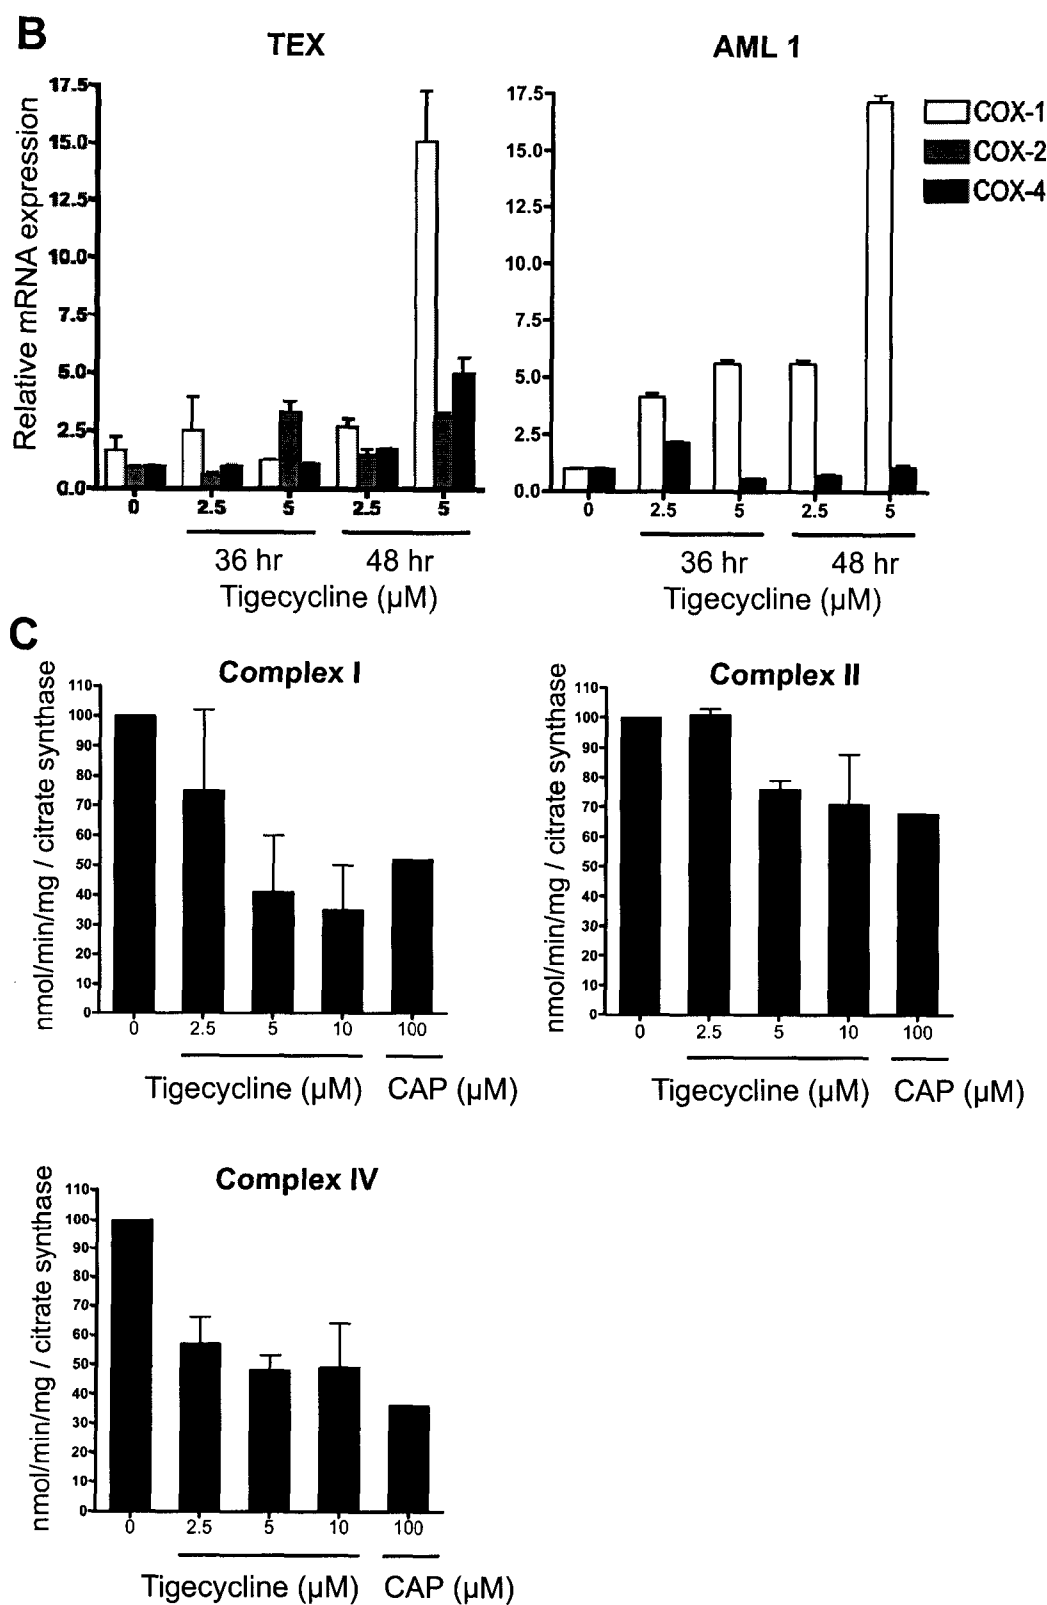 B
TEX
AML 1
Relative mRNA expression
17.5
15.0
12.5
10.0
7.5
5.0
2.5
0.0
0 2.5 5 2.5 5
36 hr 48 hr
Tigecycline (µM)
17.5
15.0
12.5
10.0
7.5
5.0
2.5
0.0
0 2.5 5 2.5 5
36 hr 48 hr
Tigecycline (µM)
COX-1
COX-2
COX-4
C
Complex I
nmol/min/mg / citrate synthase
110
100
90
80
70
60
50
40
30
20
10
0
0 2.5 5 10 100
Tigecycline (µM) CAP (µM)
Complex II
nmol/min/mg / citrate synthase
110
100
90
80
70
60
50
40
30
20
10
0
0 2.5 5 10 100
Tigecycline (µM) CAP (µM)
Complex IV
nmol/min/mg / citrate synthase
110
100
90
80
70
60
50
40
30
20
10
0
0 2.5 5 10 100
Tigecycline (µM) CAP (µM)